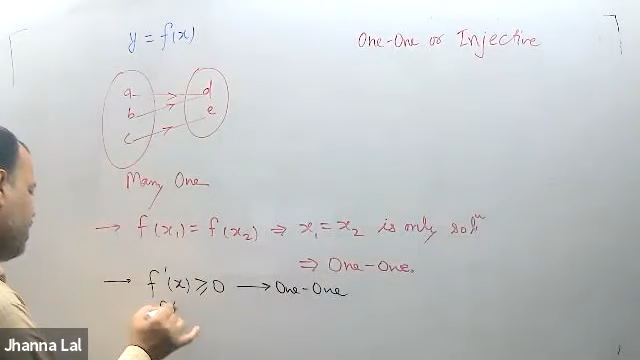 y = f(x)
One-One or Injective
a
d
b
e
c
Many One
→ f(x₁) = f(x₂) ⇒ x₁ = x₂ is only solⁿ
⇒ One-One.
→ f'(x) ⩾ 0 → One-One
f'
Jhanna Lal